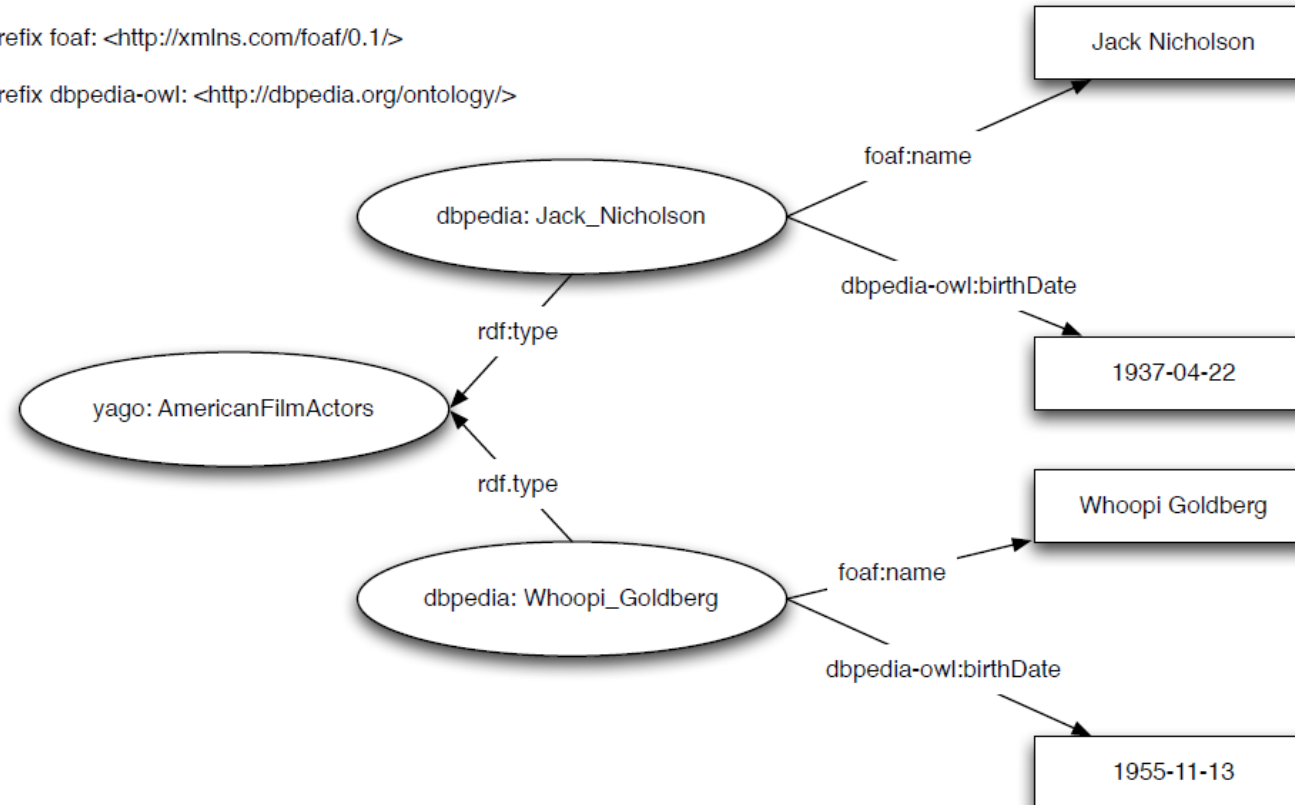 refix foaf: <http://xmlns.com/foaf/0.1/>
refix dbpedia-owl: <http://dbpedia.org/ontology/>
Jack Nicholson
foaf:name
dbpedia: Jack_Nicholson
dbpedia-owl:birthDate
rdf:type
1937-04-22
yago: AmericanFilmActors
rdf.type
Whoopi Goldberg
foaf:name
dbpedia: Whoopi_Goldberg
dbpedia-owl:birthDate
1955-11-13